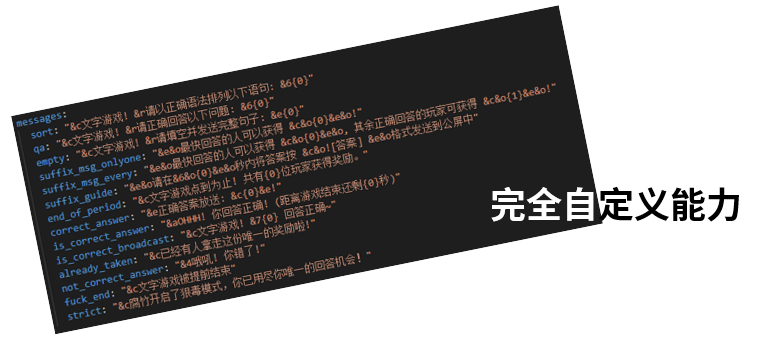 messages:
sort: "&c文字游戏! &r请以正确语法排列以下语句: &6{0}"
qa: "&c文字游戏! &r请正确回答以下问题: &6{0}"
empty: "&c文字游戏! &r请填空并发送完整句子: &e{0}"
suffix_msg_onlyone: "&e&o最快回答的人可以获得 &c&o{0}&e&o!"
suffix_msg_every: "&e&o最快回答的人可以获得 &c&o{0}&e&o, 其余正确回答的玩家可获得 &c&o{1}&e&o!"
suffix_guide: "&e&o请在&6&o{0}&e&o秒内将答案按 &c&o![答案] &e&o格式发送到公屏中"
end_of_period: "&c文字游戏点到为止! 共有{0}位玩家获得奖励。"
correct_answer: "&e正确答案放送: &c{0}&e!"
is_correct_answer: "&aOHHH! 你回答正确! (距离游戏结束还剩{0}秒)"
is_correct_broadcast: "&c文字游戏! &7{0} 回答正确~"
already_taken: "&c已经有人拿走这份唯一的奖励啦!"
not_correct_answer: "&4哦吼! 你错了!"
fuck_end: "&c文字游戏被提前结束"
strict: "&c腐竹开启了狠毒模式, 你已用尽你唯一的回答机会! "
完全自定义能力